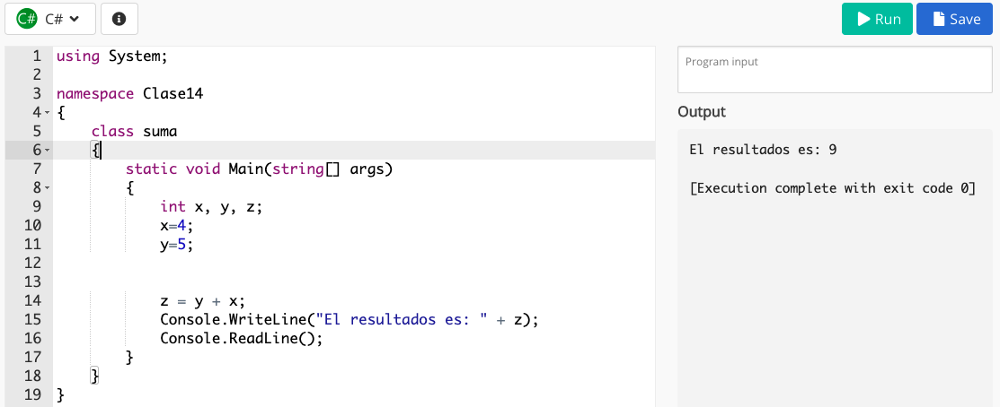 C# C#
Run Save
1 using System;
2
3 namespace Clase14
4 {
5     class suma
6     {
7         static void Main(string[] args)
8         {
9             int x, y, z;
10             x=4;
11             y=5;
12
13
14             z = y + x;
15             Console.WriteLine("El resultados es: " + z);
16             Console.ReadLine();
17         }
18     }
19 }
Program input
Output
El resultados es: 9
[Execution complete with exit code 0]